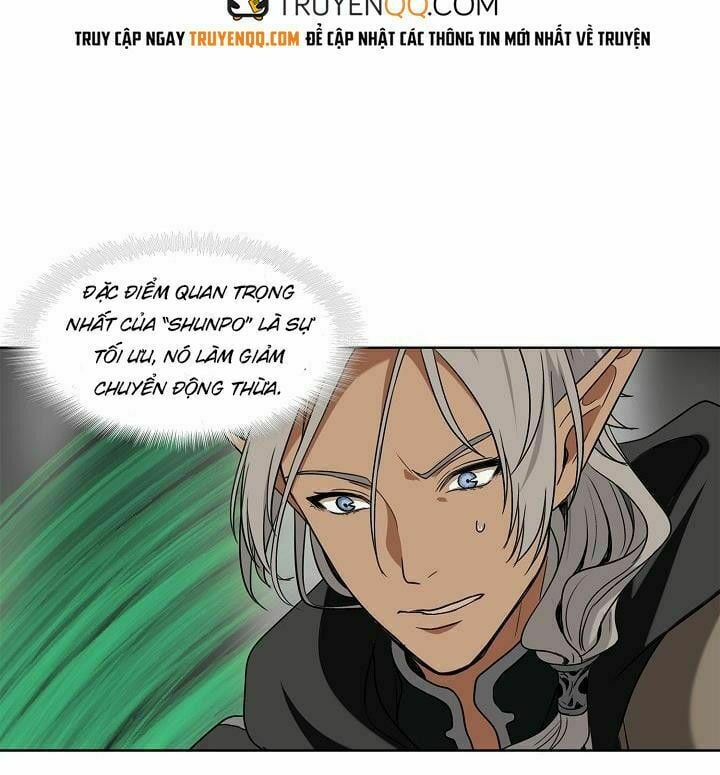 TRUYENQQ.COM
TRUY CẬP NGAY TRUYENQQ.COM ĐỂ CẬP NHẬT CÁC THÔNG TIN MỚI NHẤT VỀ TRUYỆN
ĐẶC ĐIỂM QUAN TRỌNG
NHẤT CỦA "SHUNPO" LÀ SỰ
TỐI ƯU, NÓ LÀM GIẢM
CHUYỂN ĐỘNG THỪA.